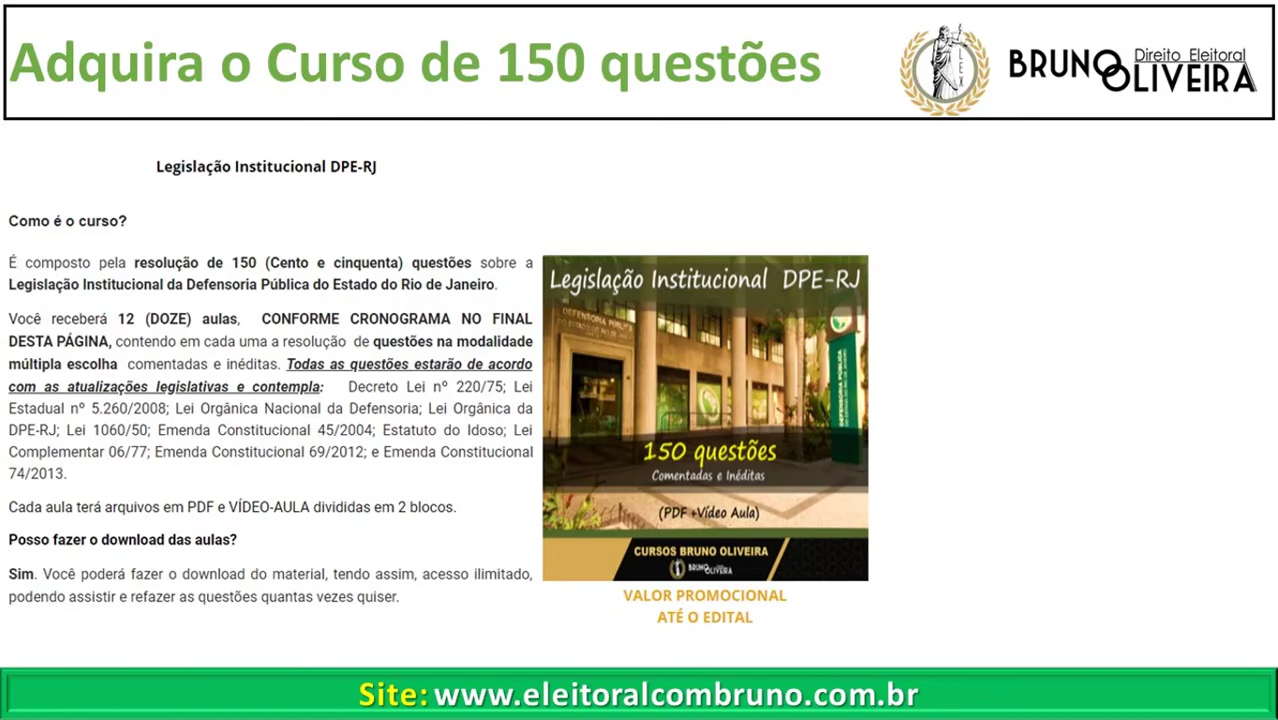 Adquira o Curso de 150 questões
LEX
BRUNO OLIVEIRA
Direito Eleitoral
Legislação Institucional DPE-RJ
Como é o curso?
É composto pela resolução de 150 (Cento e cinquenta) questões sobre a
Legislação Institucional da Defensoria Pública do Estado do Rio de Janeiro.
Você receberá 12 (DOZE) aulas, CONFORME CRONOGRAMA NO FINAL
DESTA PÁGINA, contendo em cada uma a resolução de questões na modalidade
múltipla escolha comentadas e inéditas. Todas as questões estarão de acordo
com as atualizações legislativas e contempla: Decreto Lei nº 220/75; Lei
Estadual nº 5.260/2008; Lei Orgânica Nacional da Defensoria; Lei Orgânica da
DPE-RJ; Lei 1060/50; Emenda Constitucional 45/2004; Estatuto do Idoso; Lei
Complementar 06/77; Emenda Constitucional 69/2012; e Emenda Constitucional
74/2013.
Cada aula terá arquivos em PDF e VÍDEO-AULA divididas em 2 blocos.
Posso fazer o download das aulas?
Sim. Você poderá fazer o download do material, tendo assim, acesso ilimitado,
podendo assistir e refazer as questões quantas vezes quiser.
Legislação Institucional DPE-RJ
DEFENSORIA PÚBLICA
DEFENSORIA PÚBLICA
150 questões
Comentadas e Inéditas
(PDF +Vídeo Aula)
CURSOS BRUNO OLIVEIRA
BRUNO OLIVEIRA
VALOR PROMOCIONAL
ATÉ O EDITAL
Site: www.eleitoralcombruno.com.br